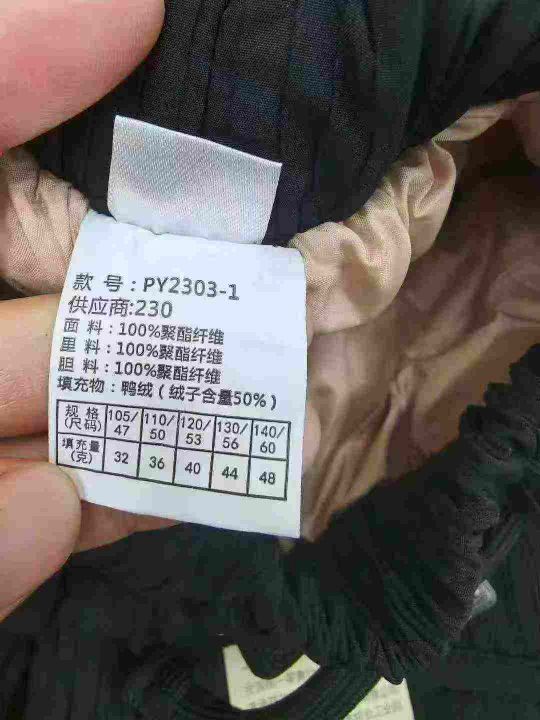 款 号：PY2303-1
供应商:230
面 料：100%聚酯纤维
里 料：100%聚酯纤维
胆 料：100%聚酯纤维
填充物：鸭绒（绒子含量50%）
规 格(尺码) 105/47 110/50 120/53 130/56 140/60
填充量(克) 32 36 40 44 48